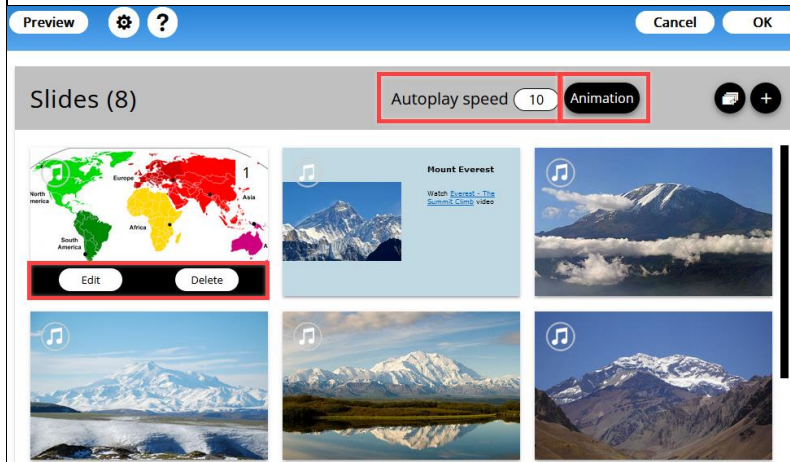 Preview ? Cancel OK
Slides (8) Autoplay speed 10 Animation +
1
Europe
North
merica
Asia
Africa
South
America
A
Edit Delete
Mount Everest
Watch Everest - The
Summit Climb video